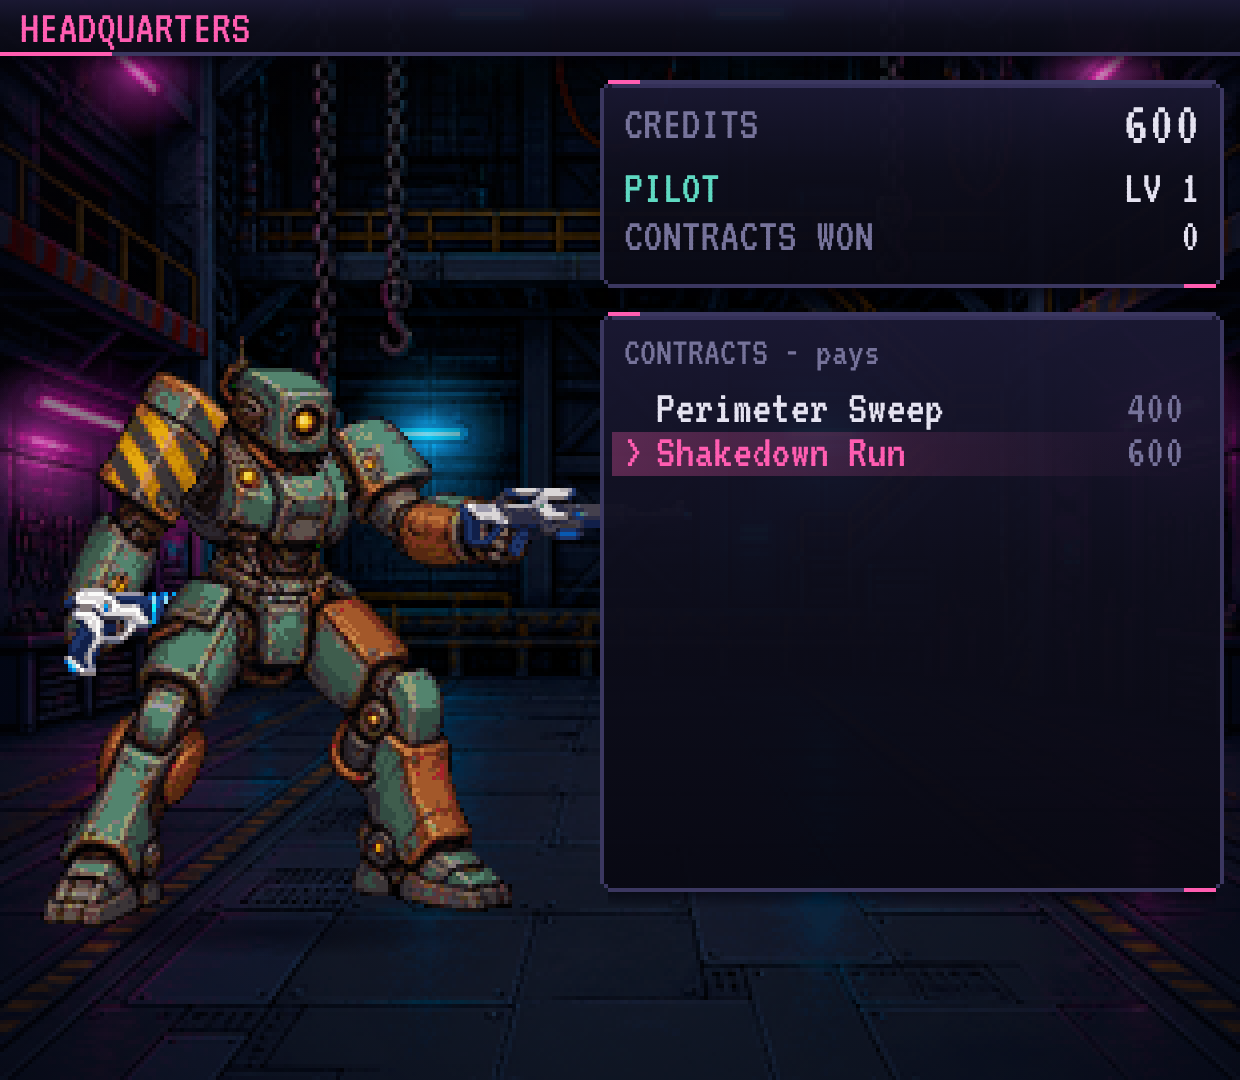 HEADQUARTERS
CREDITS 600
PILOT LV 1
CONTRACTS WON 0
CONTRACTS - pays
Perimeter Sweep 400
> Shakedown Run 600